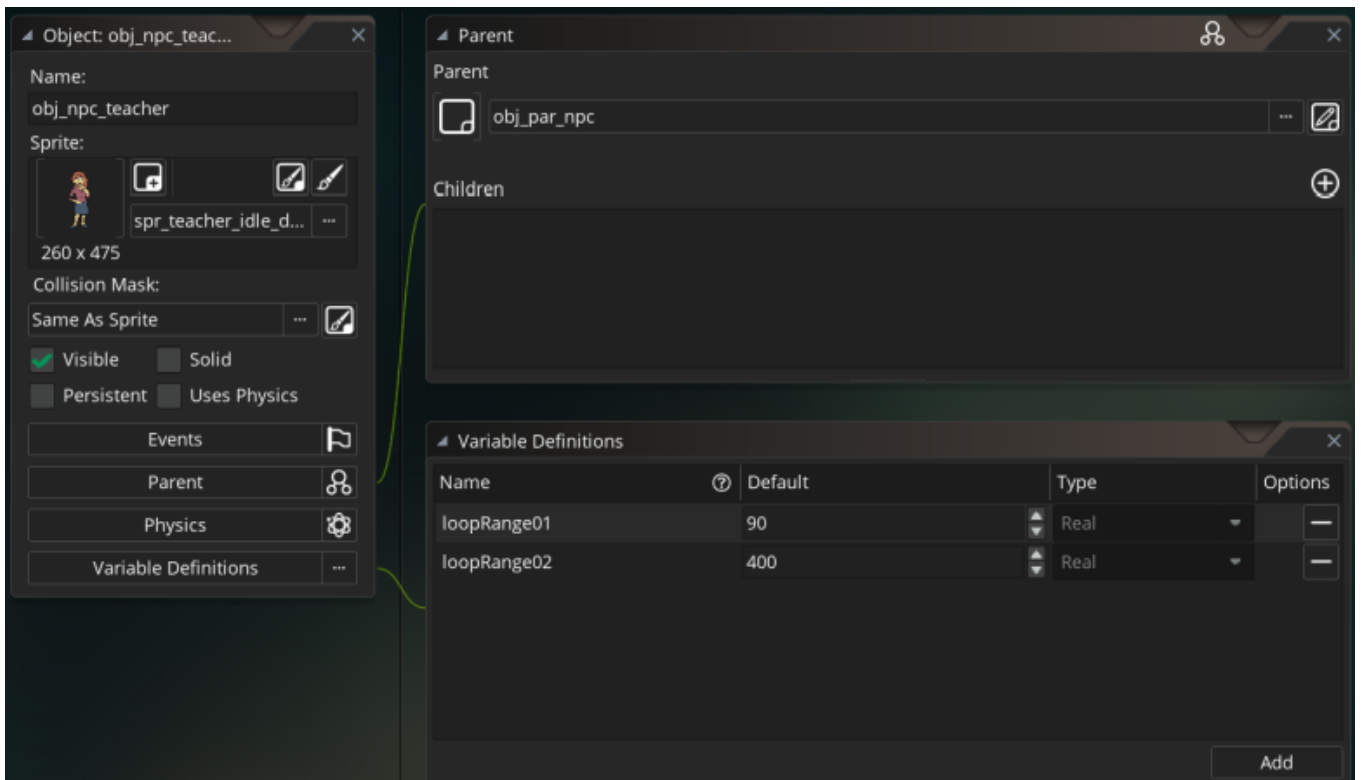 Object: obj_npc_teac...
Name:
obj_npc_teacher
Sprite:
spr_teacher_idle_d...
260 x 475
Collision Mask:
Same As Sprite
Visible
Solid
Persistent
Uses Physics
Events
Parent
Physics
Variable Definitions
Parent
Parent
obj_par_npc
Children
Variable Definitions
Name Default Type Options
loopRange01 90 Real
loopRange02 400 Real
Add